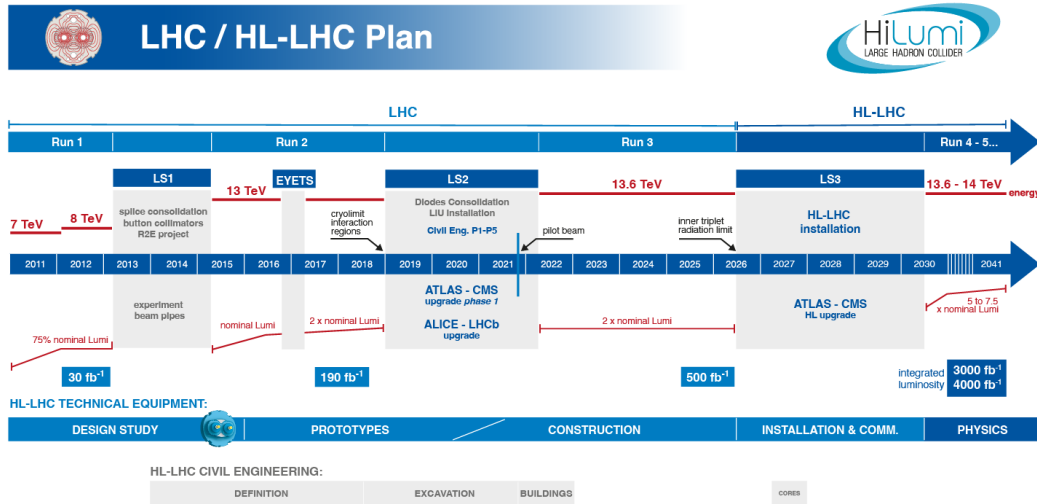 LHC / HL-LHC Plan
HiLumi
LARGE HADRON COLLIDER
LHC
HL-LHC
Run 1
Run 2
Run 3
Run 4 - 5...
LS1
EYETS
LS2
LS3
13 TeV
13.6 TeV
13.6 - 14 TeV
energy
7 TeV
8 TeV
splice consolidation
button collimators
R2E project
cryolimit
interaction
regions
Diodes Consolidation
LIU Installation
Civil Eng. P1-P5
pilot beam
inner triplet
radiation limit
HL-LHC
installation
2011 2012 2013 2014 2015 2016 2017 2018 2019 2020 2021 2022 2023 2024 2025 2026 2027 2028 2029 2030 2041
experiment
beam pipes
75% nominal Lumi
nominal Lumi
2 x nominal Lumi
ATLAS - CMS
upgrade phase 1
ALICE - LHCb
upgrade
2 x nominal Lumi
ATLAS - CMS
HL upgrade
5 to 7.5
x nominal Lumi
30 fb⁻¹
190 fb⁻¹
500 fb⁻¹
integrated
luminosity
3000 fb⁻¹
4000 fb⁻¹
HL-LHC TECHNICAL EQUIPMENT:
DESIGN STUDY
PROTOTYPES
CONSTRUCTION
INSTALLATION & COMM.
PHYSICS
HL-LHC CIVIL ENGINEERING:
DEFINITION
EXCAVATION
BUILDINGS
CORES